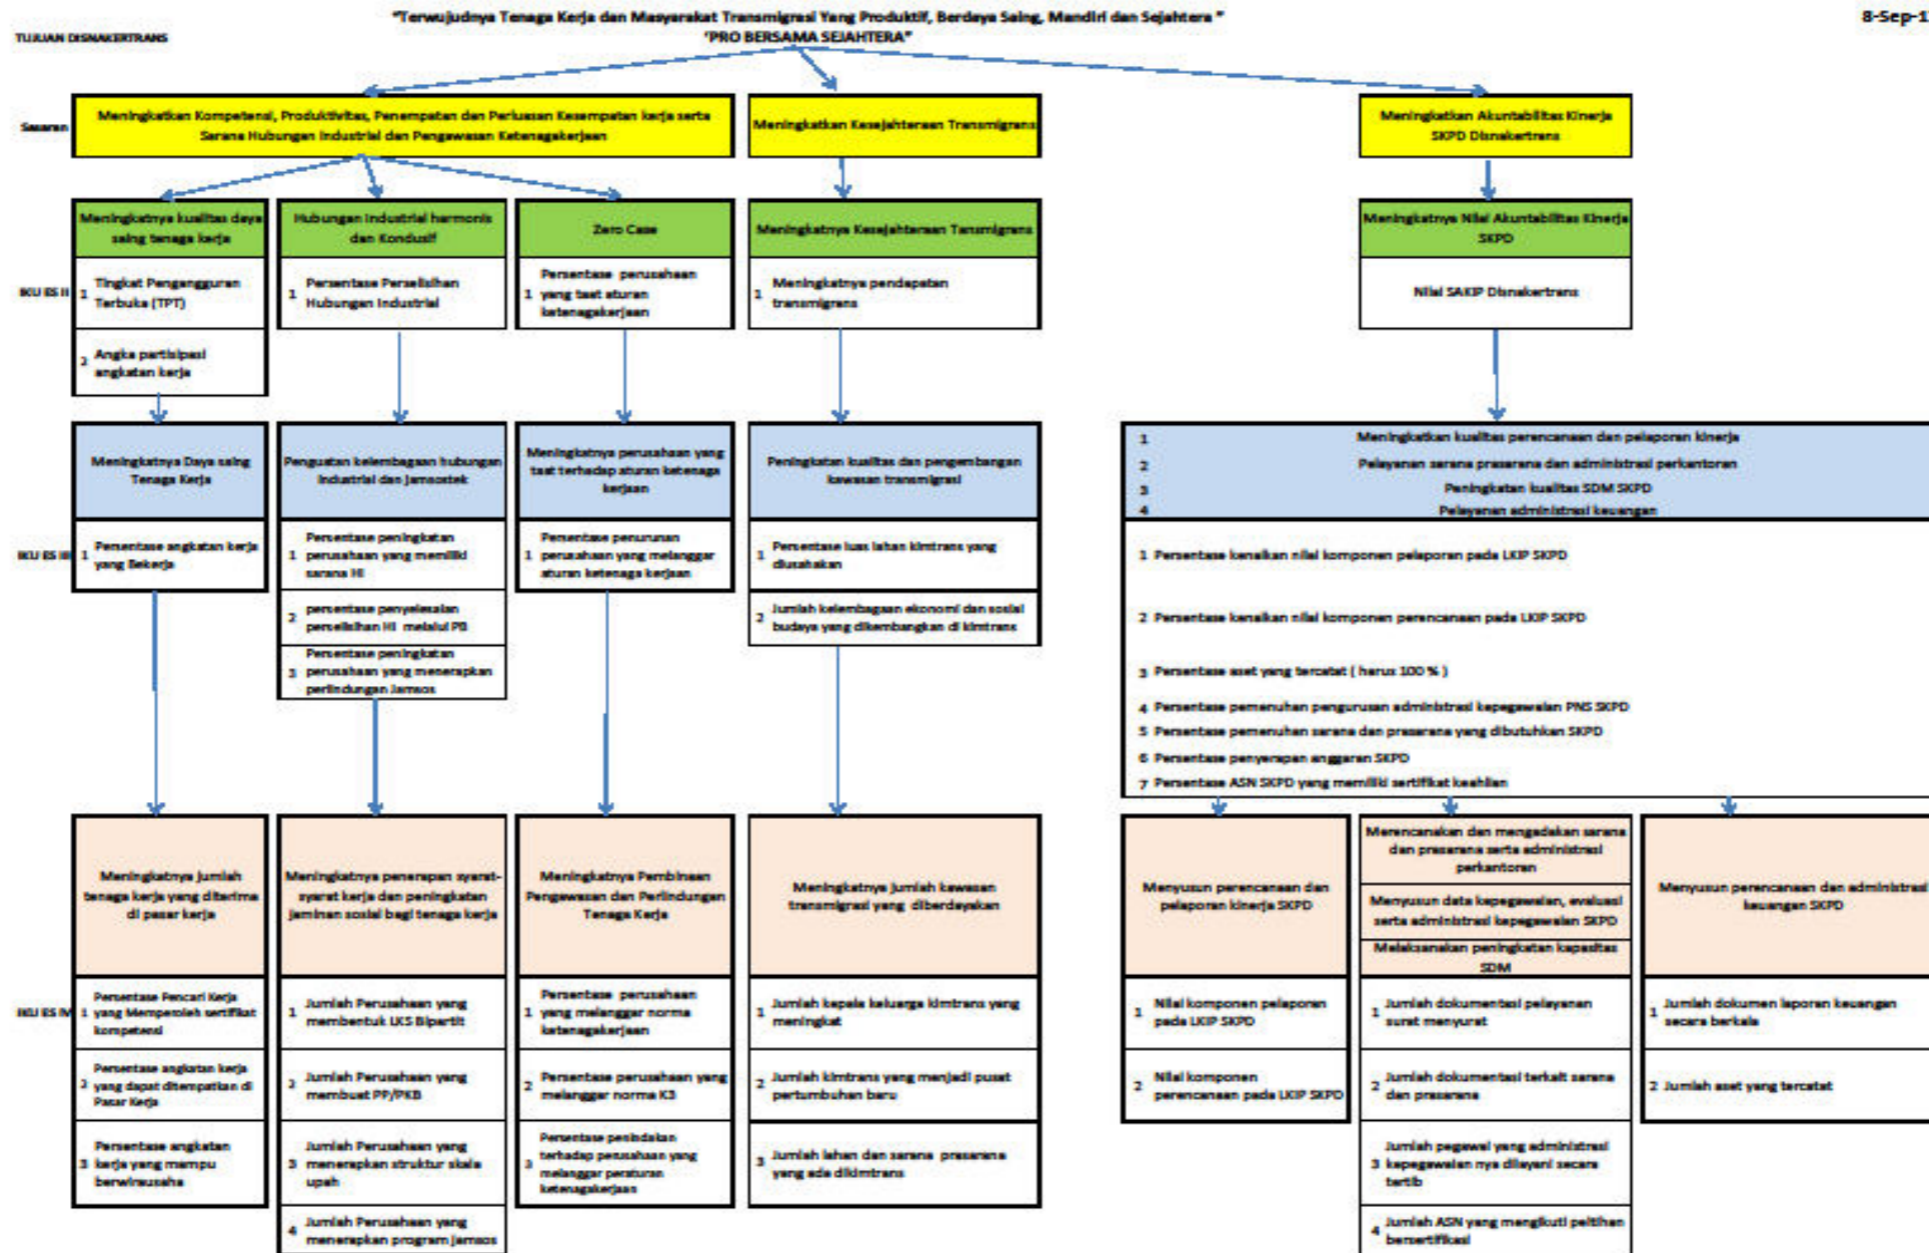 "Terwujudnya Tenaga Kerja dan Masyarakat Transmigrasi Yang Produktif, Berdaya Saing, Mandiri dan Sejahtera "
8-Sep-1
TUJUAN DISNAKERTRANS
'PRO BERSAMA SEJAHTERA"
Sasaran
Meningkatkan Kompetensi, Produktivitas, Penempatan dan Perluasan Kesempatan kerja serta
Sarana Hubungan Industrial dan Pengawasan Ketenagakerjaan
Meningkatkan Kesejahteraan Transmigrans
Meningkatkan Akuntabilitas Kinerja
SKPD Disnakertrans
Meningkatnya kualitas daya
saing tenaga kerja
Hubungan Industrial harmonis
dan Kondusif
Zero Case
Meningkatnya Kesejahteraan Tansmigrans
Meningkatnya Nilai Akuntabilitas Kinerja
SKPD
IKU ES II
1 Tingkat Pengangguran
Terbuka (TPT)
1 Persentase Perselisihan
Hubungan Industrial
1 Persentase perusahaan
yang taat aturan
ketenagakerjaan
1 Meningkatnya pendapatan
transmigrans
Nilai SAKIP Disnakertrans
2 Angka partisipasi
angkatan kerja
Meningkatnya Daya saing
Tenaga Kerja
Penguatan kelembagaan hubungan
industrial dan jamsostek
Meningkatnya perusahaan yang
taat terhadap aturan ketenaga
kerjaan
Peningkatan kualitas dan pengembangan
kawasan transmigrasi
1 Meningkatkan kualitas perencanaan dan pelaporan kinerja
2 Pelayanan sarana prasarana dan administrasi perkantoran
3 Peningkatan kualitas SDM SKPD
4 Pelayanan administrasi keuangan
IKU ES III
1 Persentase angkatan kerja
yang Bekerja
1 Persentase peningkatan
perusahaan yang memiliki
sarana HI
2 persentase penyelesaian
perselisihan HI melalui PB
3 Persentase peningkatan
perusahaan yang menerapkan
perlindungan Jamsos
1 Persentase penurunan
perusahaan yang melanggar
aturan ketenaga kerjaan
1 Persentase luas lahan kimtrans yang
diusahakan
2 Jumlah kelembagaan ekonomi dan sosial
budaya yang dikembangkan di kimtrans
1 Persentase kenaikan nilai komponen pelaporan pada LKIP SKPD
2 Persentase kenaikan nilai komponen perencanaan pada LKIP SKPD
3 Persentase aset yang tercatat ( harus 100 % )
4 Persentase pemenuhan pengurusan administrasi kepegawaian PNS SKPD
5 Persentase pemenuhan sarana dan prasarana yang dibutuhkan SKPD
6 Persentase penyerapan anggaran SKPD
7 Persentase ASN SKPD yang memiliki sertifikat keahlian
Meningkatnya jumlah
tenaga kerja yang diterima
di pasar kerja
Meningkatnya penerapan syarat-
syarat kerja dan peningkatan
jaminan sosial bagi tenaga kerja
Meningkatnya Pembinaan
Pengawasan dan Perlindungan
Tenaga Kerja
Meningkatnya jumlah kawasan
transmigrasi yang diberdayakan
Menyusun perencanaan dan
pelaporan kinerja SKPD
Merencanakan dan mengadakan sarana
dan prasarana serta administrasi
perkantoran
Menyusun data kepegawaian, evaluasi
serta administrasi kepegawaian SKPD
Melaksanakan peningkatan kapasitas
SDM
Menyusun perencanaan dan administrasi
keuangan SKPD
IKU ES IV
1 Persentase Pencari Kerja
yang Memperoleh sertifikat
kompetensi
2 Persentase angkatan kerja
yang dapat ditempatkan di
Pasar Kerja
3 Persentase angkatan
kerja yang mampu
berwirausaha
1 Jumlah Perusahaan yang
membentuk LKS Bipartit
2 Jumlah Perusahaan yang
membuat PP/PKB
3 Jumlah Perusahaan yang
menerapkan struktur skala
upah
4 Jumlah Perusahaan yang
menerapkan program jamsos
1 Persentase perusahaan
yang melanggar norma
ketenagakerjaan
2 Persentase perusahaan yang
melanggar norma K3
3 Persentase penindakan
terhadap perusahaan yang
melanggar peraturan
ketenagakerjaan
1 Jumlah kepala keluarga kimtrans yang
meningkat
2 Jumlah kimtrans yang menjadi pusat
pertumbuhan baru
3 Jumlah lahan dan sarana prasarana
yang ada dikimtrans
1 Nilai komponen pelaporan
pada LKIP SKPD
2 Nilai komponen
perencanaan pada LKIP SKPD
1 Jumlah dokumentasi pelayanan
surat menyurat
2 Jumlah dokumentasi terkait sarana
dan prasarana
3 Jumlah pegawai yang administrasi
kepegawaian nya dilayani secara
tertib
4 Jumlah ASN yang mengikuti peltihan
bersertifikasi
1 Jumlah dokumen laporan keuangan
secara berkala
2 Jumlah aset yang tercatat